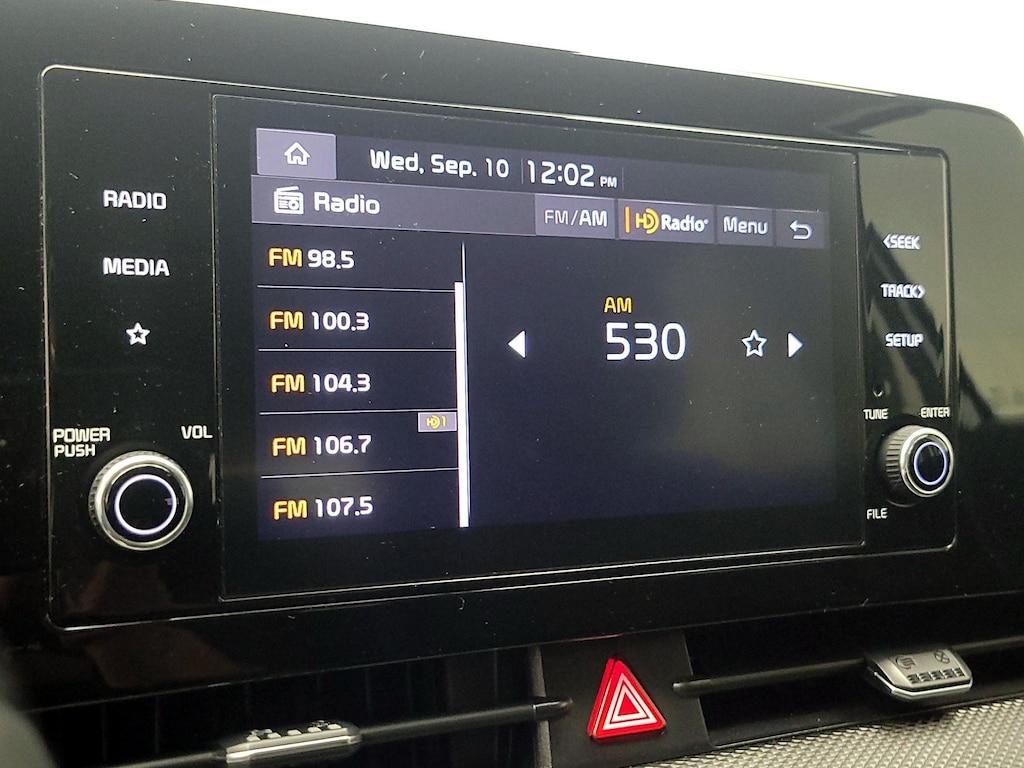 Wed, Sep. 10 12:02 PM
Radio FM/AM HD Radio® Menu
RADIO
MEDIA
FM 98.5
FM 100.3
FM 104.3
HD 1
FM 106.7
FM 107.5
AM
530
POWER
PUSH
VOL
<SEEK
TRACK>
SETUP
TUNE ENTER
FILE